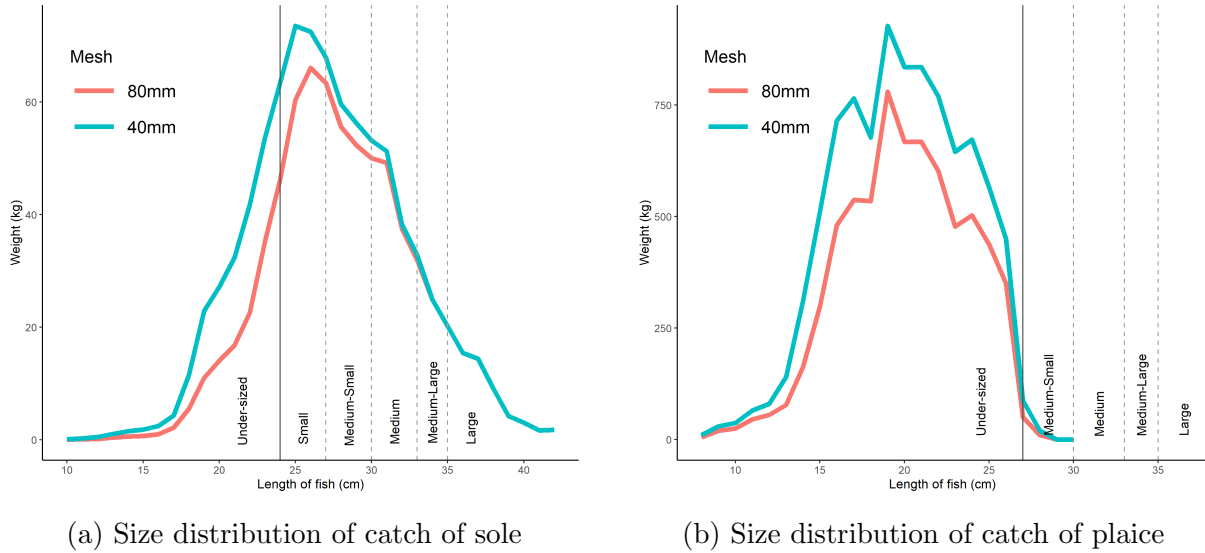 Mesh
80mm
40mm
Weight (kg)
60
40
20
0
Under-sized
Small
Medium-Small
Medium
Medium-Large
Large
10
15
20
25
30
35
40
Length of fish (cm)
(a) Size distribution of catch of sole
Mesh
80mm
40mm
Weight (kg)
750
500
250
0
Under-sized
Medium-Small
Medium
Medium-Large
Large
10
15
20
25
30
35
Length of fish (cm)
(b) Size distribution of catch of plaice